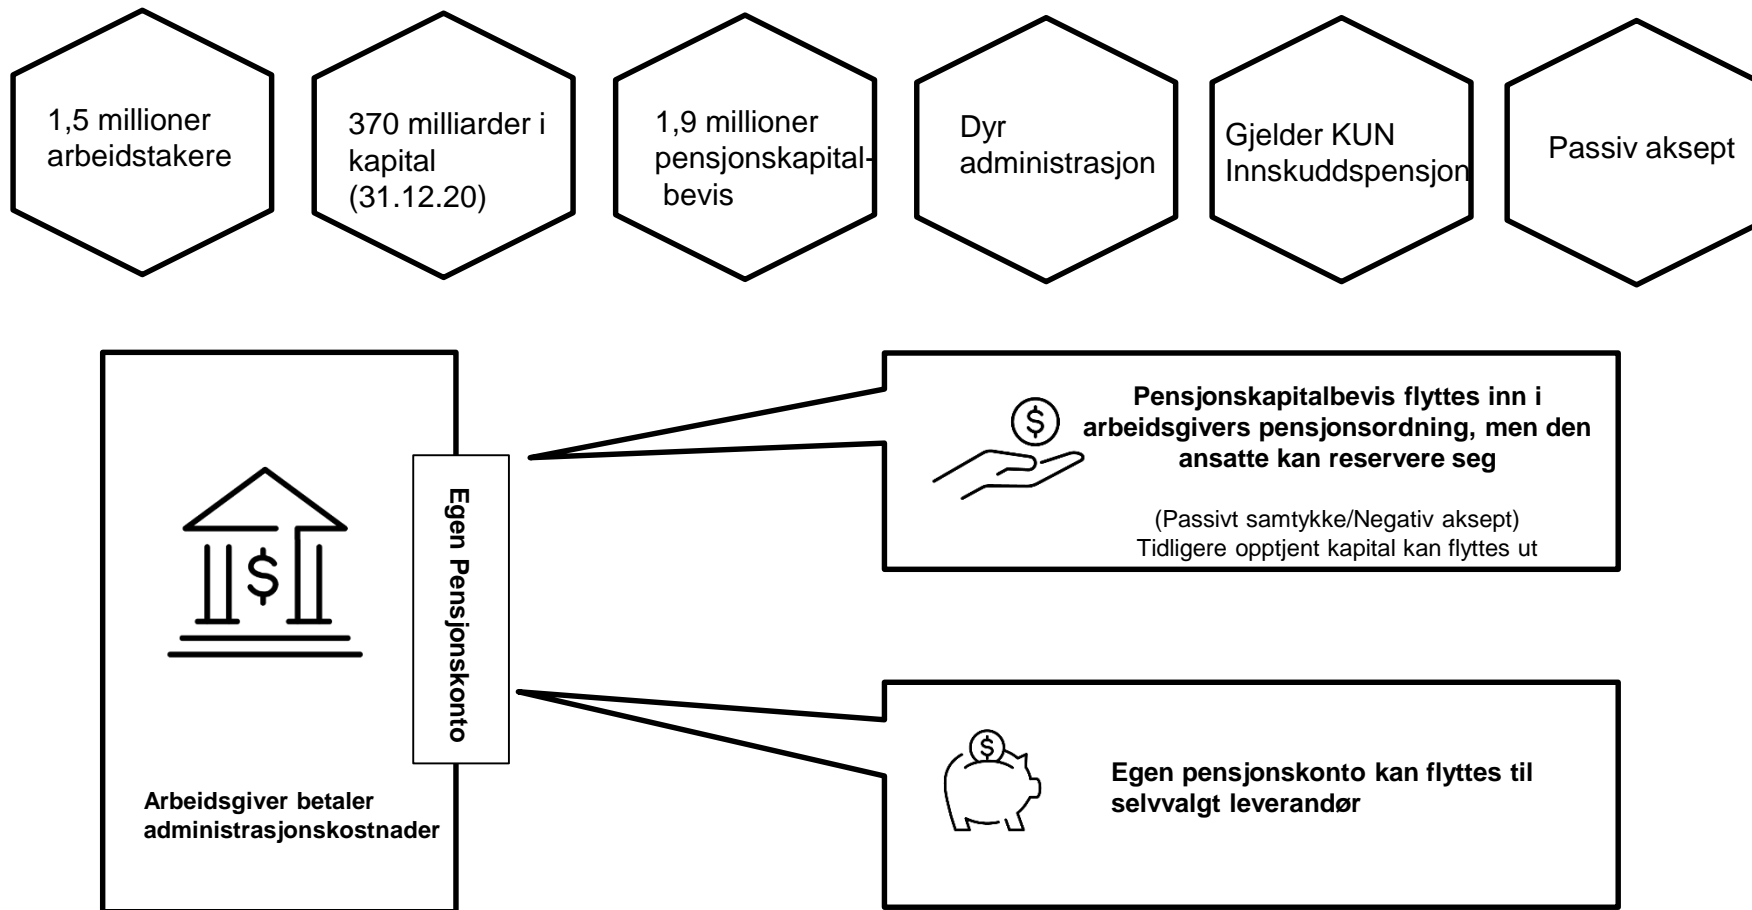 1,5 millioner
arbeidstakere
370 milliarder i
kapital
(31.12.20)
1,9 millioner
pensjonskapital-
bevis
Dyr
administrasjon
Gjelder KUN
Innskuddspensjon
Passiv aksept
Arbeidsgiver betaler
administrasjonskostnader
Egen Pensjonskonto
$
$
Pensjonskapitalbevis flyttes inn i
arbeidsgivers pensjonsordning, men den
ansatte kan reservere seg
(Passivt samtykke/Negativ aksept)
Tidligere opptjent kapital kan flyttes ut
$
Egen pensjonskonto kan flyttes til
selvvalgt leverandør